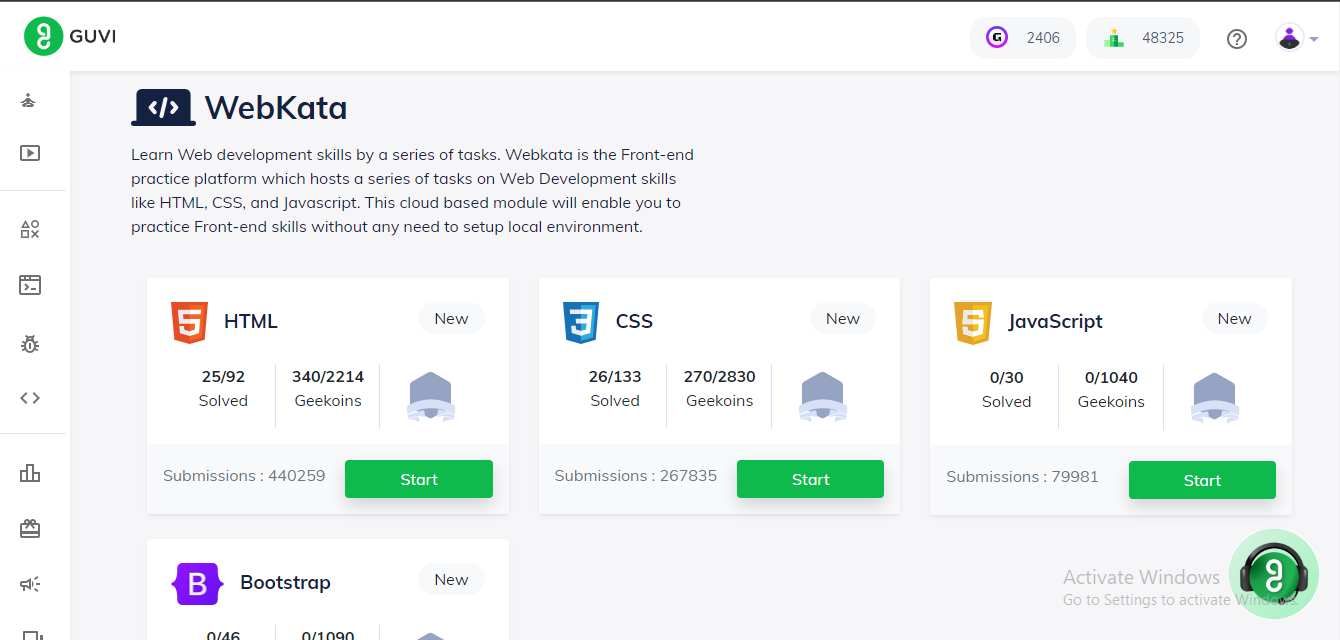 GUVI
2406
48325
WebKata
Learn Web development skills by a series of tasks. Webkata is the Front-end
practice platform which hosts a series of tasks on Web Development skills
like HTML, CSS, and Javascript. This cloud based module will enable you to
practice Front-end skills without any need to setup local environment.
HTML
New
25/92
Solved
340/2214
Geekoins
Submissions : 440259
Start
CSS
New
26/133
Solved
270/2830
Geekoins
Submissions : 267835
Start
JavaScript
New
0/30
Solved
0/1040
Geekoins
Submissions : 79981
Start
B
Bootstrap
New
0/46
0/1090
Activate Windows
Go to Settings to activate Windows.